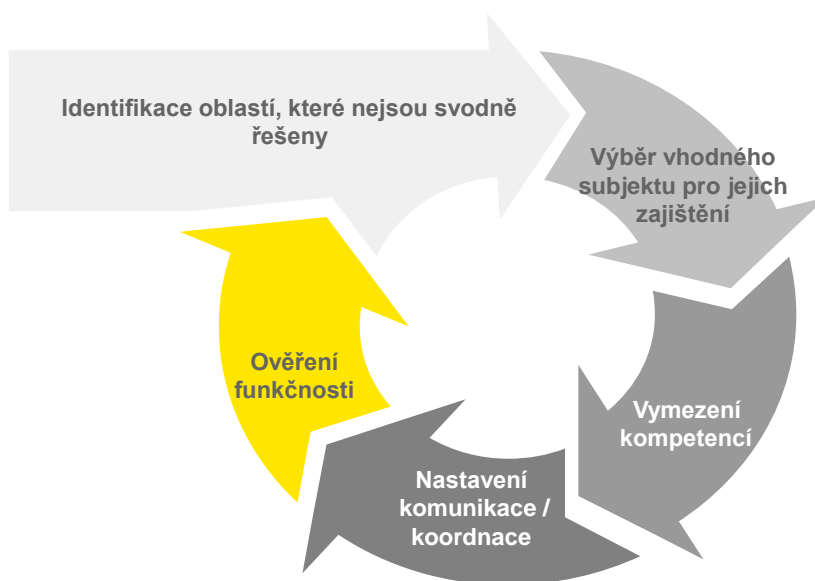 Identifikace oblastí, které nejsou svodně
řešeny
Výběr vhodného
subjektu pro jejich
zajištění
Vymezení
kompetencí
Nastavení
komunikace /
koordnace
Ověření
funkčnosti